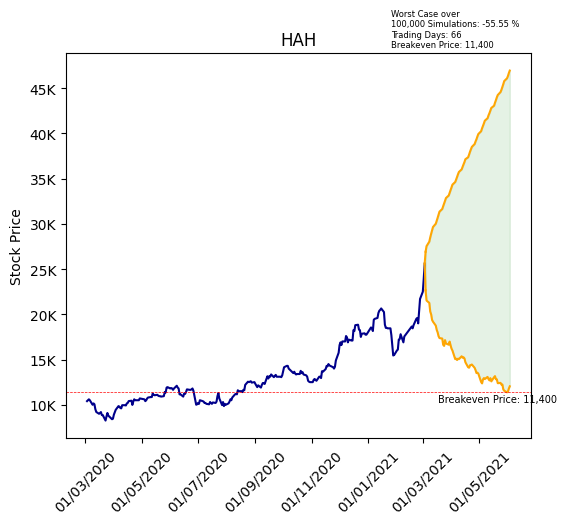 Worst Case over
100,000 Simulations: -55.55 %
Trading Days: 66
Breakeven Price: 11,400
HAH
Stock Price
45K
40K
35K
30K
25K
20K
15K
10K
Breakeven Price: 11,400
01/03/2020
01/05/2020
01/07/2020
01/09/2020
01/11/2020
01/01/2021
01/03/2021
01/05/2021